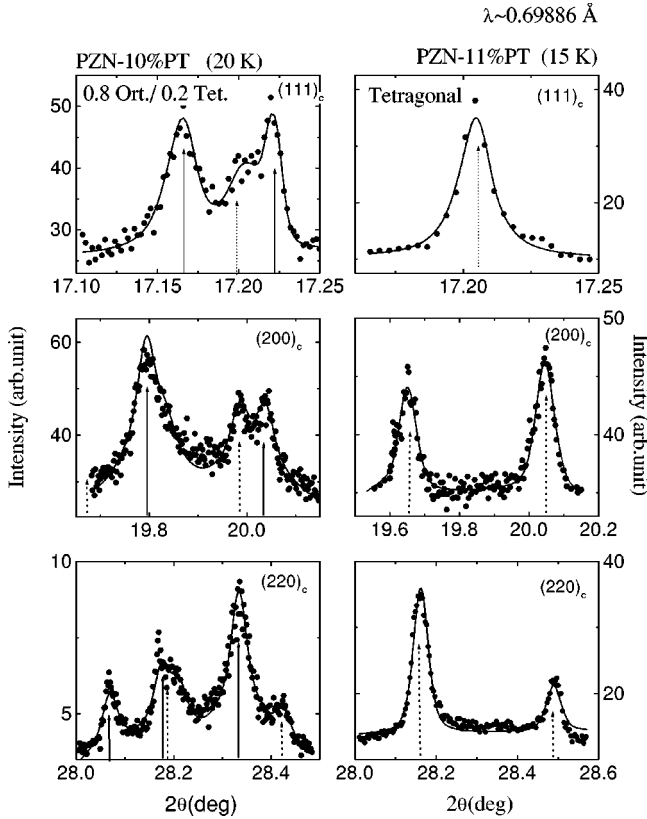 λ~0.69886 Å
PZN-10%PT (20 K)
PZN-11%PT (15 K)
0.8 Ort./ 0.2 Tet.
(111)c
50
40
30
17.10 17.15 17.20 17.25
Tetragonal
(111)c
40
30
20
10
17.20 17.25
(200)c
60
40
19.8 20.0
(200)c
50
40
19.6 19.8 20.0 20.2
Intensity (arb.unit)
Intensity (arb.unit)
(220)c
10
5
28.0 28.2 28.4
(220)c
40
20
28.0 28.2 28.4 28.6
2θ(deg)
2θ(deg)